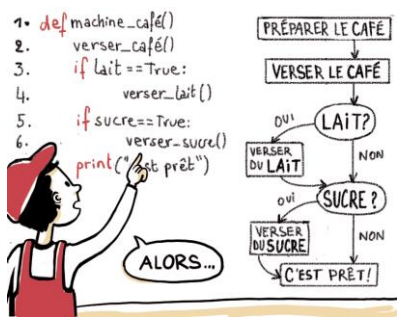 1. def machine_café()
2. verser_café()
3. if lait==True:
4. verser_lait()
5. if sucre==True:
6. verser_sucre()
print(" est prêt")
ALORS...
PRÉPARER LE CAFÉ
VERSER LE CAFÉ
LAiT?
OUI
NON
VERSER
DU LAIT
SUCRE ?
OUI
NON
VERSER
DU SUCRE
C'EST PRÊT!